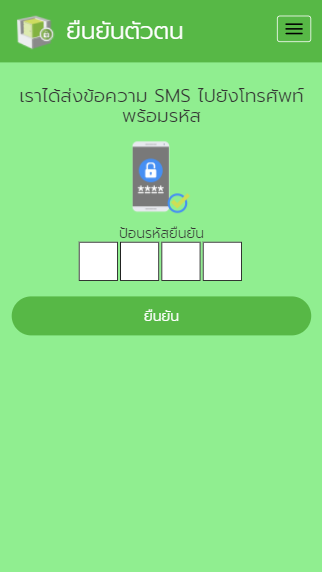 ยืนยันตัวตน
เราได้ส่งข้อความ SMS ไปยังโทรศัพท์
พร้อมรหัส
ป้อนรหัสยืนยัน
ยืนยัน